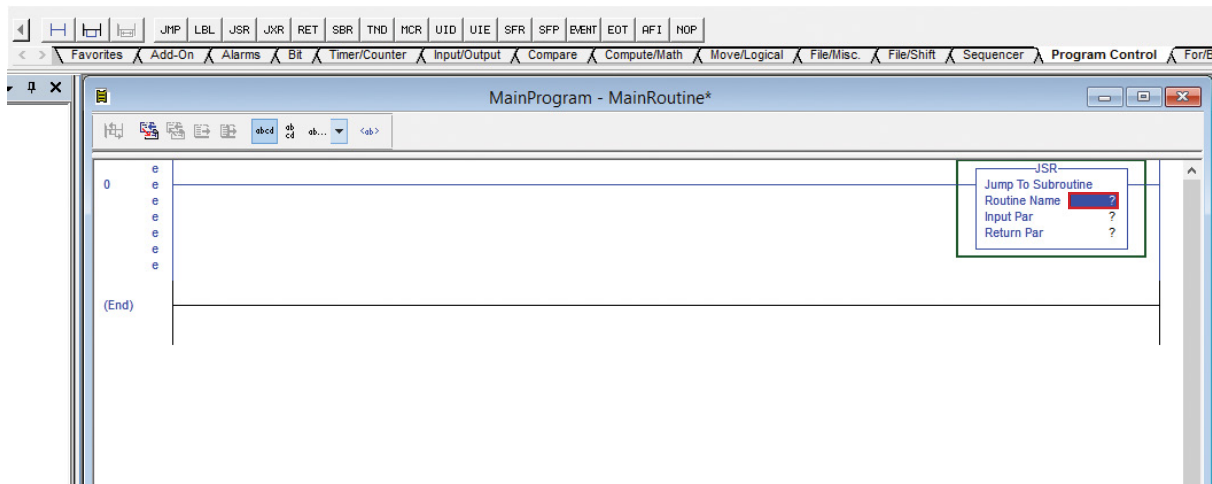 JMP LBL JSR JXR RET SBR TND MCR UID UIE SFR SFP EVENT EOT AFI NOP
Favorites Add-On Alarms Bit Timer/Counter Input/Output Compare Compute/Math Move/Logical File/Misc. File/Shift Sequencer Program Control
MainProgram - MainRoutine*
abcd ab cd ab... <ab>
JSR
0 e Jump To Subroutine
e
e Routine Name ?
e Input Par ?
e Return Par ?
e
e
(End)